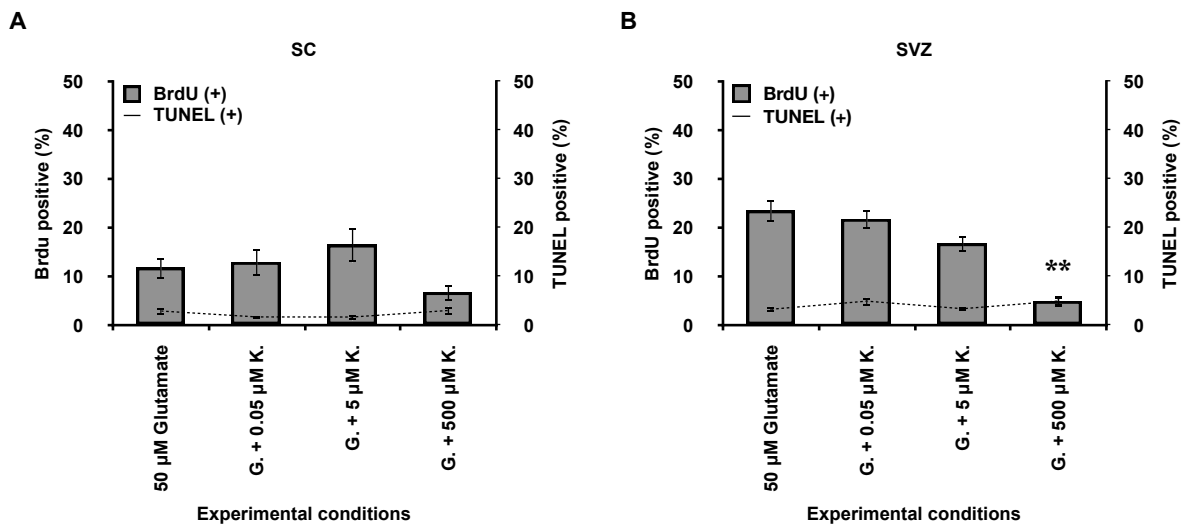 A
SC
50
40
30
20
10
0
Brdu positive (%)
BrdU (+)
TUNEL (+)
50
40
30
20
10
0
TUNEL positive (%)
50 µM Glutamate
G. + 0.05 µM K.
G. + 5 µM K.
G. + 500 µM K.
Experimental conditions
B
SVZ
50
40
30
20
10
0
BrdU positive (%)
BrdU (+)
TUNEL (+)
**
50
40
30
20
10
0
TUNEL positive (%)
50 µM Glutamate
G. + 0.05 µM K.
G. + 5 µM K.
G. + 500 µM K.
Experimental conditions